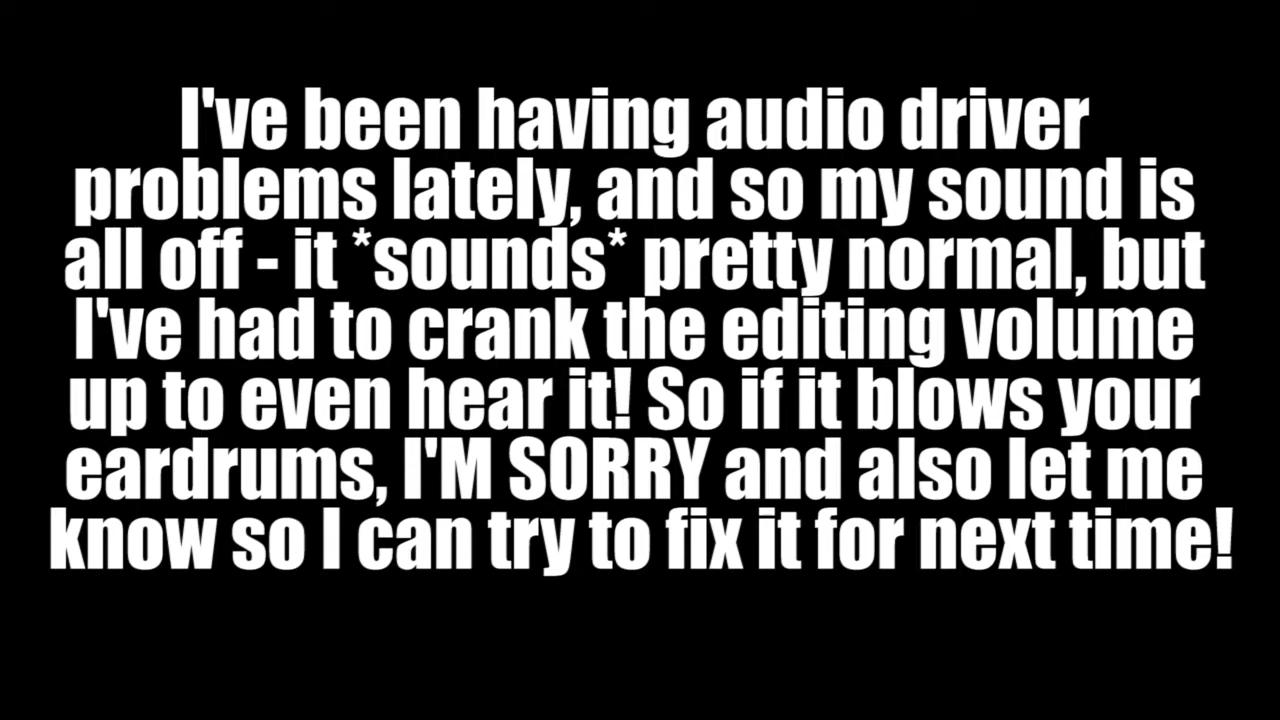 I've been having audio driver
problems lately, and so my sound is
all off - it *sounds* pretty normal, but
I've had to crank the editing volume
up to even hear it! So if it blows your
eardrums, I'M SORRY and also let me
know so I can try to fix it for next time!